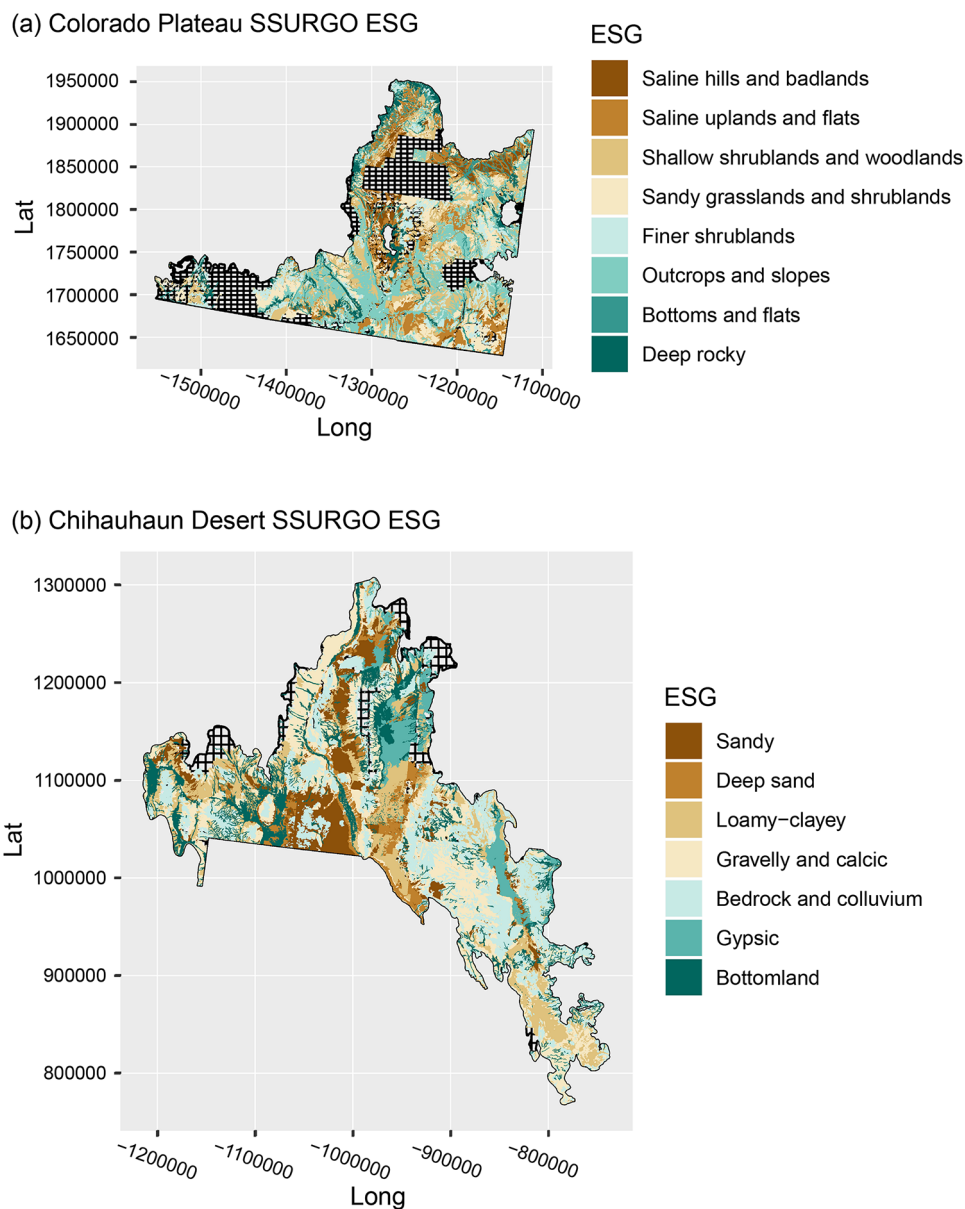 (a) Colorado Plateau SSURGO ESG
ESG
Saline hills and badlands
Saline uplands and flats
Shallow shrublands and woodlands
Sandy grasslands and shrublands
Finer shrublands
Outcrops and slopes
Bottoms and flats
Deep rocky
Lat
1950000
1900000
1850000
1800000
1750000
1700000
1650000
−1500000
−1400000
−1300000
−1200000
−1100000
Long
(b) Chihauhaun Desert SSURGO ESG
ESG
Sandy
Deep sand
Loamy−clayey
Gravelly and calcic
Bedrock and colluvium
Gypsic
Bottomland
Lat
1300000
1200000
1100000
1000000
900000
800000
−1200000
−1100000
−1000000
−900000
−800000
Long